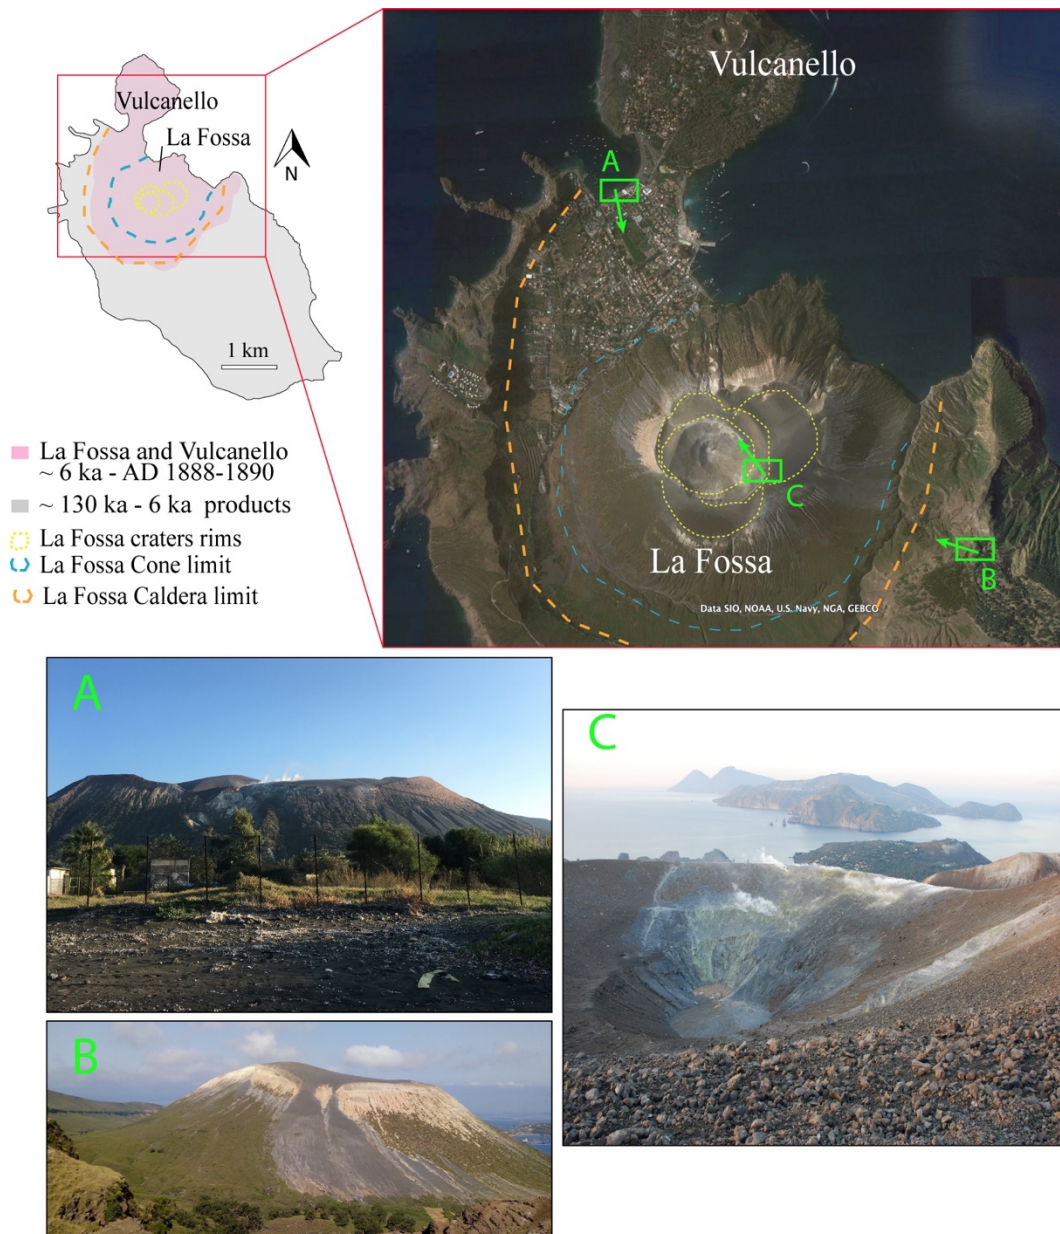 Vulcanello
La Fossa
N
1 km
La Fossa and Vulcanello
~ 6 ka - AD 1888-1890
~ 130 ka - 6 ka products
La Fossa craters rims
La Fossa Cone limit
La Fossa Caldera limit
Vulcanello
A
C
B
La Fossa
Data SIO, NOAA, U.S. Navy, NGA, GEBCO
A
B
C